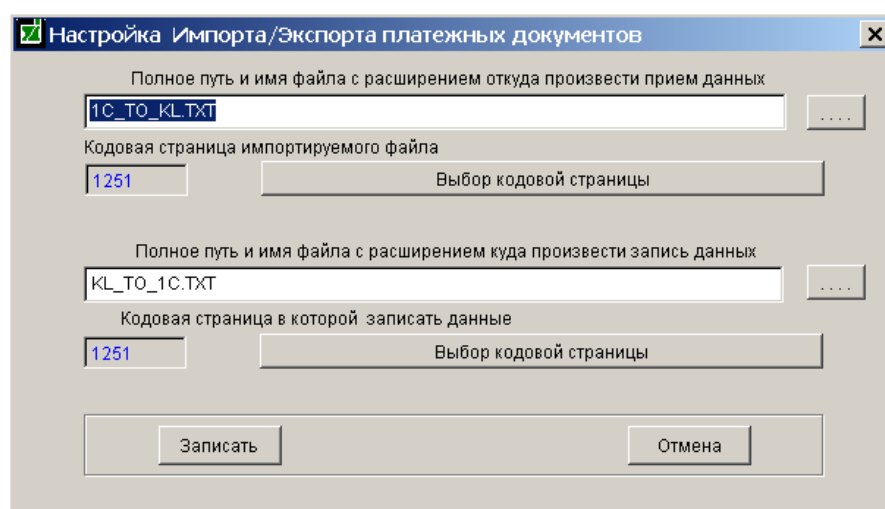 Настройка Импорта/Экспорта платежных документов
Полное путь и имя файла с расширением откуда произвести прием данных
1C_TO_KL.TXT
. . . .
Кодовая страница импортируемого файла
1251
Выбор кодовой страницы
Полное путь и имя файла с расширением куда произвести запись данных
KL_TO_1C.TXT
. . . .
Кодовая страница в которой записать данные
1251
Выбор кодовой страницы
Записать
Отмена